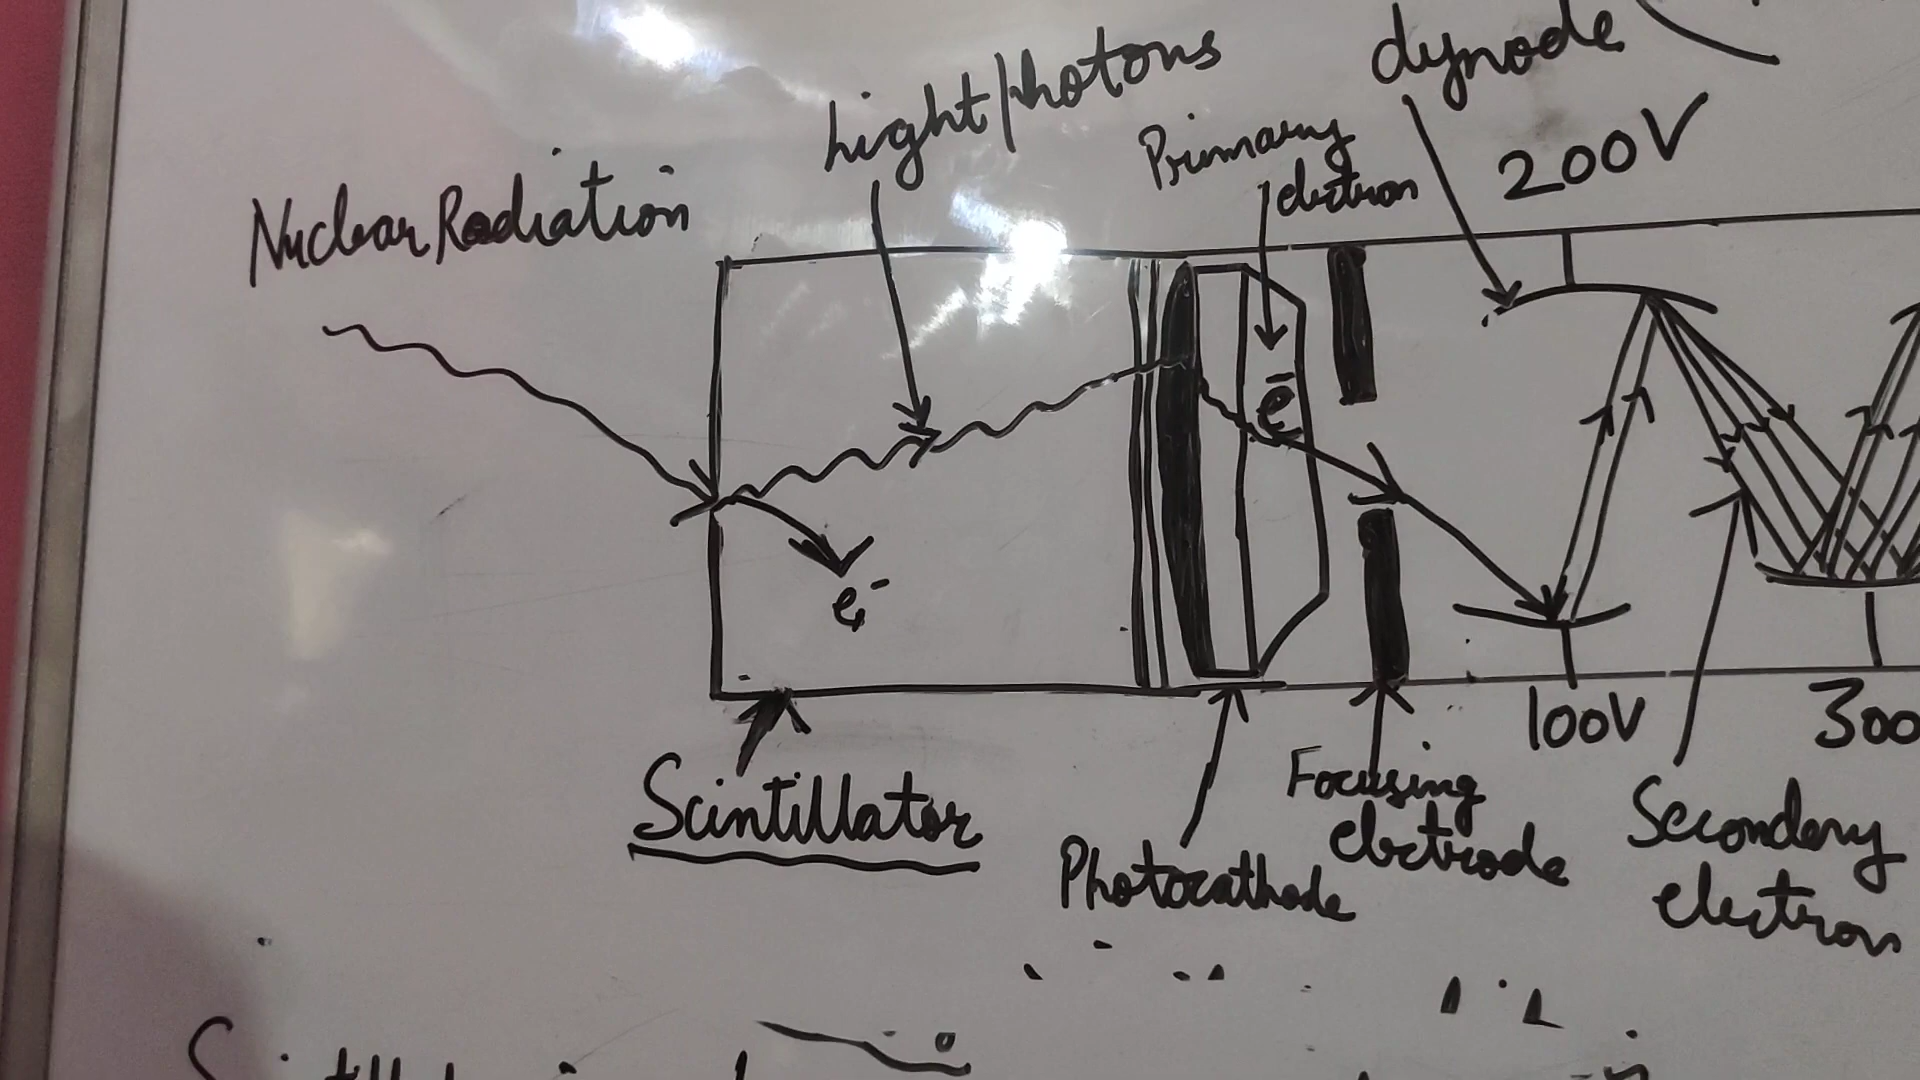 dynode
Light/photons
Primary
electron
200V
Nuclear Radiation
e-
e-
100V
300
Scintillator
Focusing
electrode
Photocathode
Secondary
electron